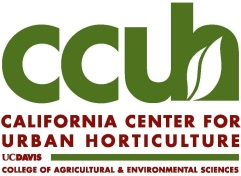 ccuh
CALIFORNIA CENTER FOR
URBAN HORTICULTURE
UCDAVIS
COLLEGE OF AGRICULTURAL & ENVIRONMENTAL SCIENCES